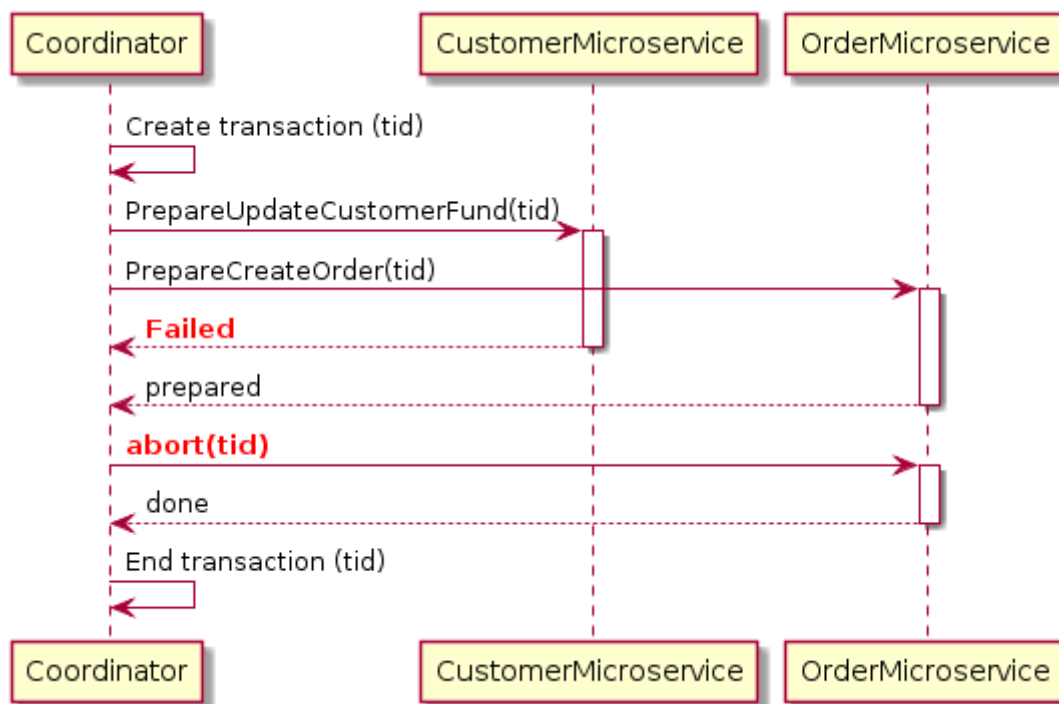 Coordinator CustomerMicroservice OrderMicroservice
Create transaction (tid)
PrepareUpdateCustomerFund(tid)
PrepareCreateOrder(tid)
Failed
prepared
abort(tid)
done
End transaction (tid)
Coordinator CustomerMicroservice OrderMicroservice